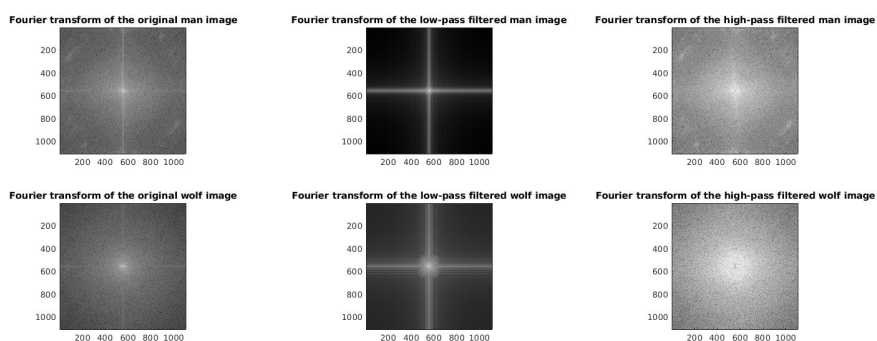 Fourier transform of the original man image
200
400
600
800
1000
200 400 600 800 1000
Fourier transform of the low-pass filtered man image
200
400
600
800
1000
200 400 600 800 1000
Fourier transform of the high-pass filtered man image
200
400
600
800
1000
200 400 600 800 1000
Fourier transform of the original wolf image
200
400
600
800
1000
200 400 600 800 1000
Fourier transform of the low-pass filtered wolf image
200
400
600
800
1000
200 400 600 800 1000
Fourier transform of the high-pass filtered wolf image
200
400
600
800
1000
200 400 600 800 1000